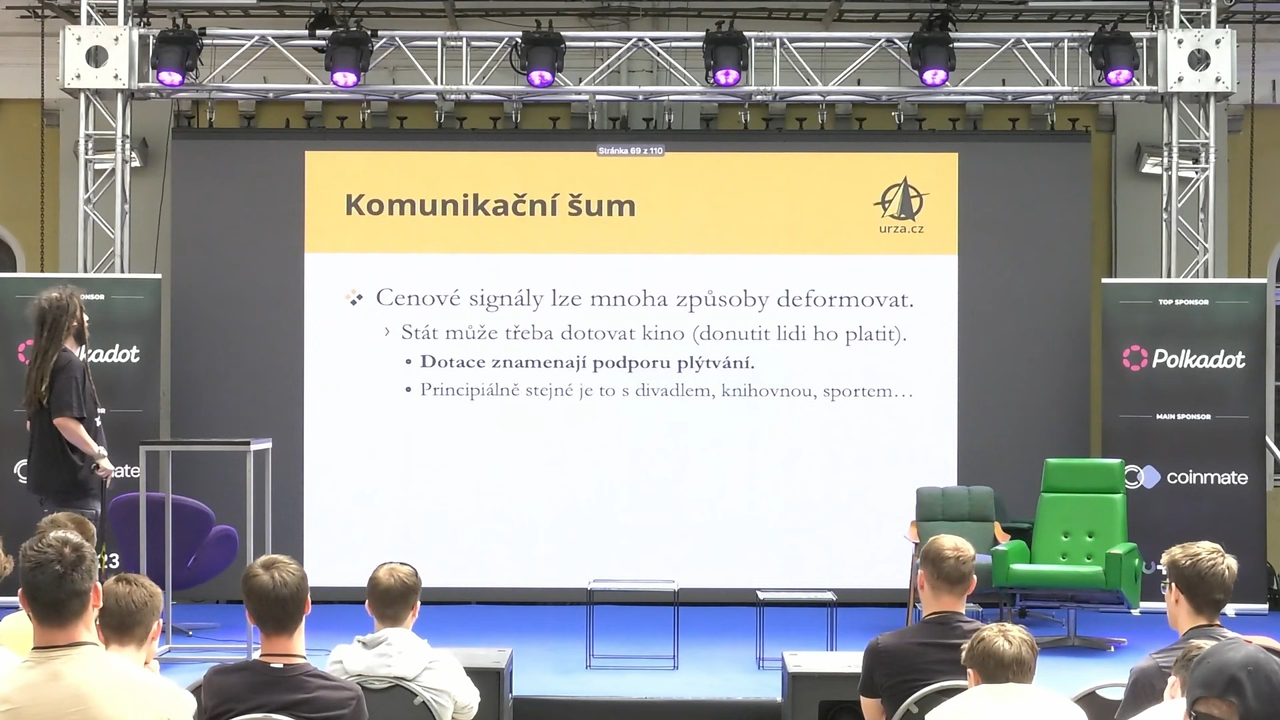 Stránka 69 z 110
Komunikační šum
urza.cz
Cenové signály lze mnoha způsoby deformovat.
Stát může třeba dotovat kino (donutit lidi ho platit).
Dotace znamenají podporu plýtvání.
Principiálně stejné je to s divadlem, knihovnou, sportem…
TOP SPONSOR
Polkadot
MAIN SPONSOR
coinmate
23